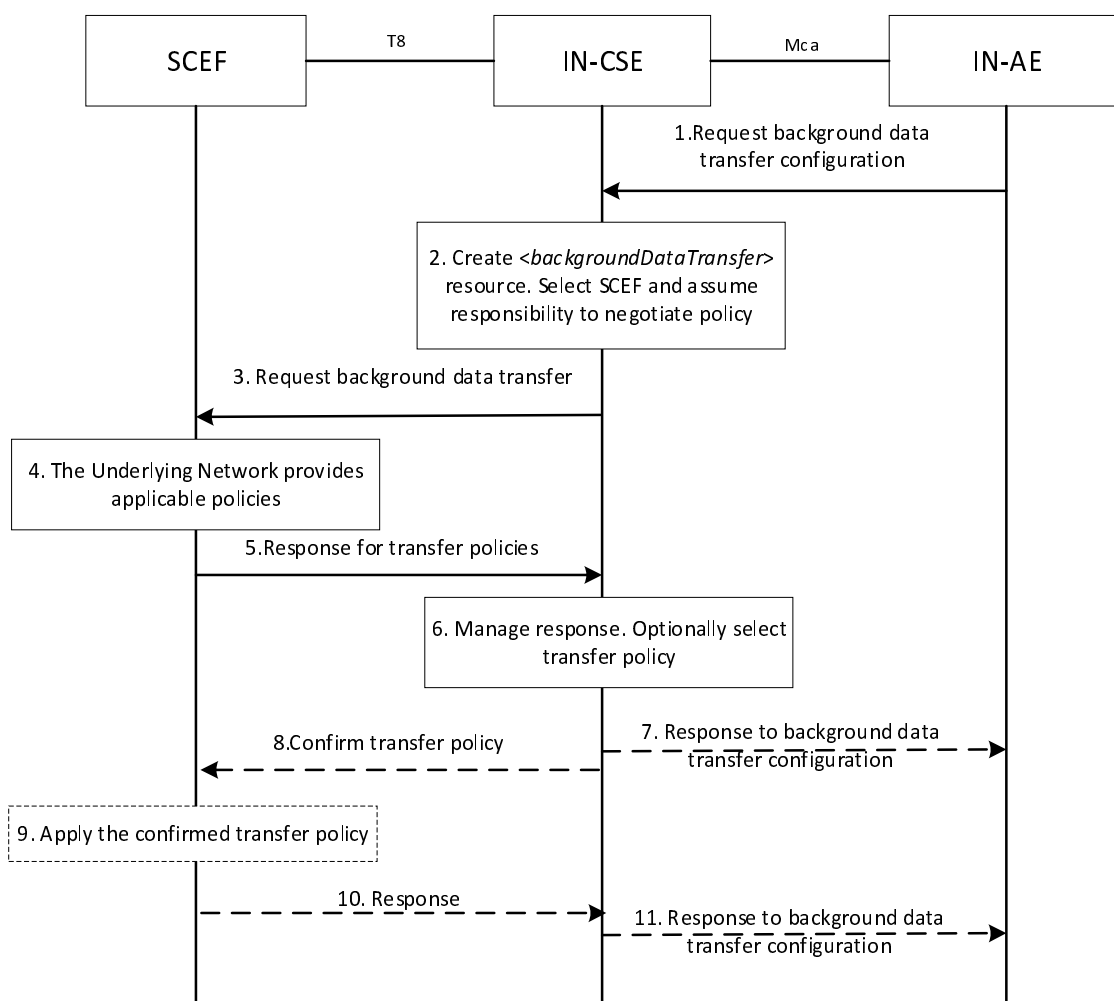 SCEF
T8
IN-CSE
Mca
IN-AE
1.Request background data
transfer configuration
2. Create <backgroundDataTransfer>
resource. Select SCEF and assume
responsibility to negotiate policy
3. Request background data transfer
4. The Underlying Network provides
applicable policies
5.Response for transfer policies
6. Manage response. Optionally select
transfer policy
7. Response to background data
transfer configuration
8.Confirm transfer policy
9. Apply the confirmed transfer policy
10. Response
11. Response to background data
transfer configuration